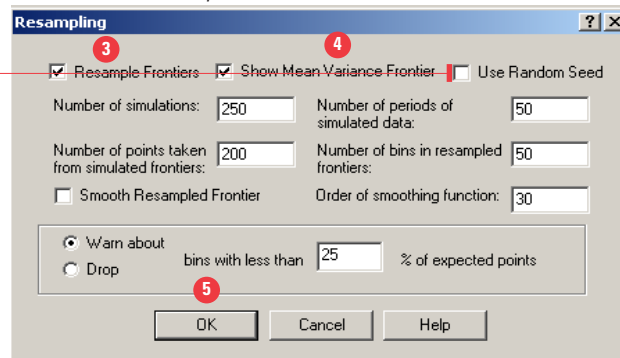 Resampling
? X
3
4
Resample Frontiers Show Mean Variance Frontier Use Random Seed
Number of simulations: 250 Number of periods of
simulated data: 50
Number of points taken
from simulated frontiers: 200 Number of bins in resampled
frontiers: 50
Smooth Resampled Frontier Order of smoothing function: 30
Warn about
Drop
bins with less than 25 % of expected points
5
OK Cancel Help